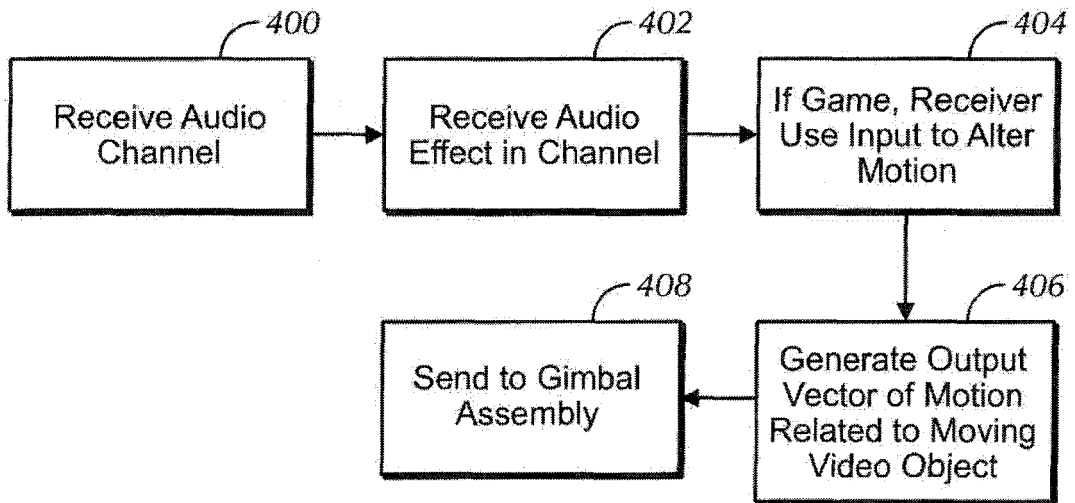 400
Receive Audio
Channel
402
Receive Audio
Effect in Channel
404
If Game, Receiver
Use Input to Alter
Motion
406
Generate Output
Vector of Motion
Related to Moving
Video Object
408
Send to Gimbal
Assembly